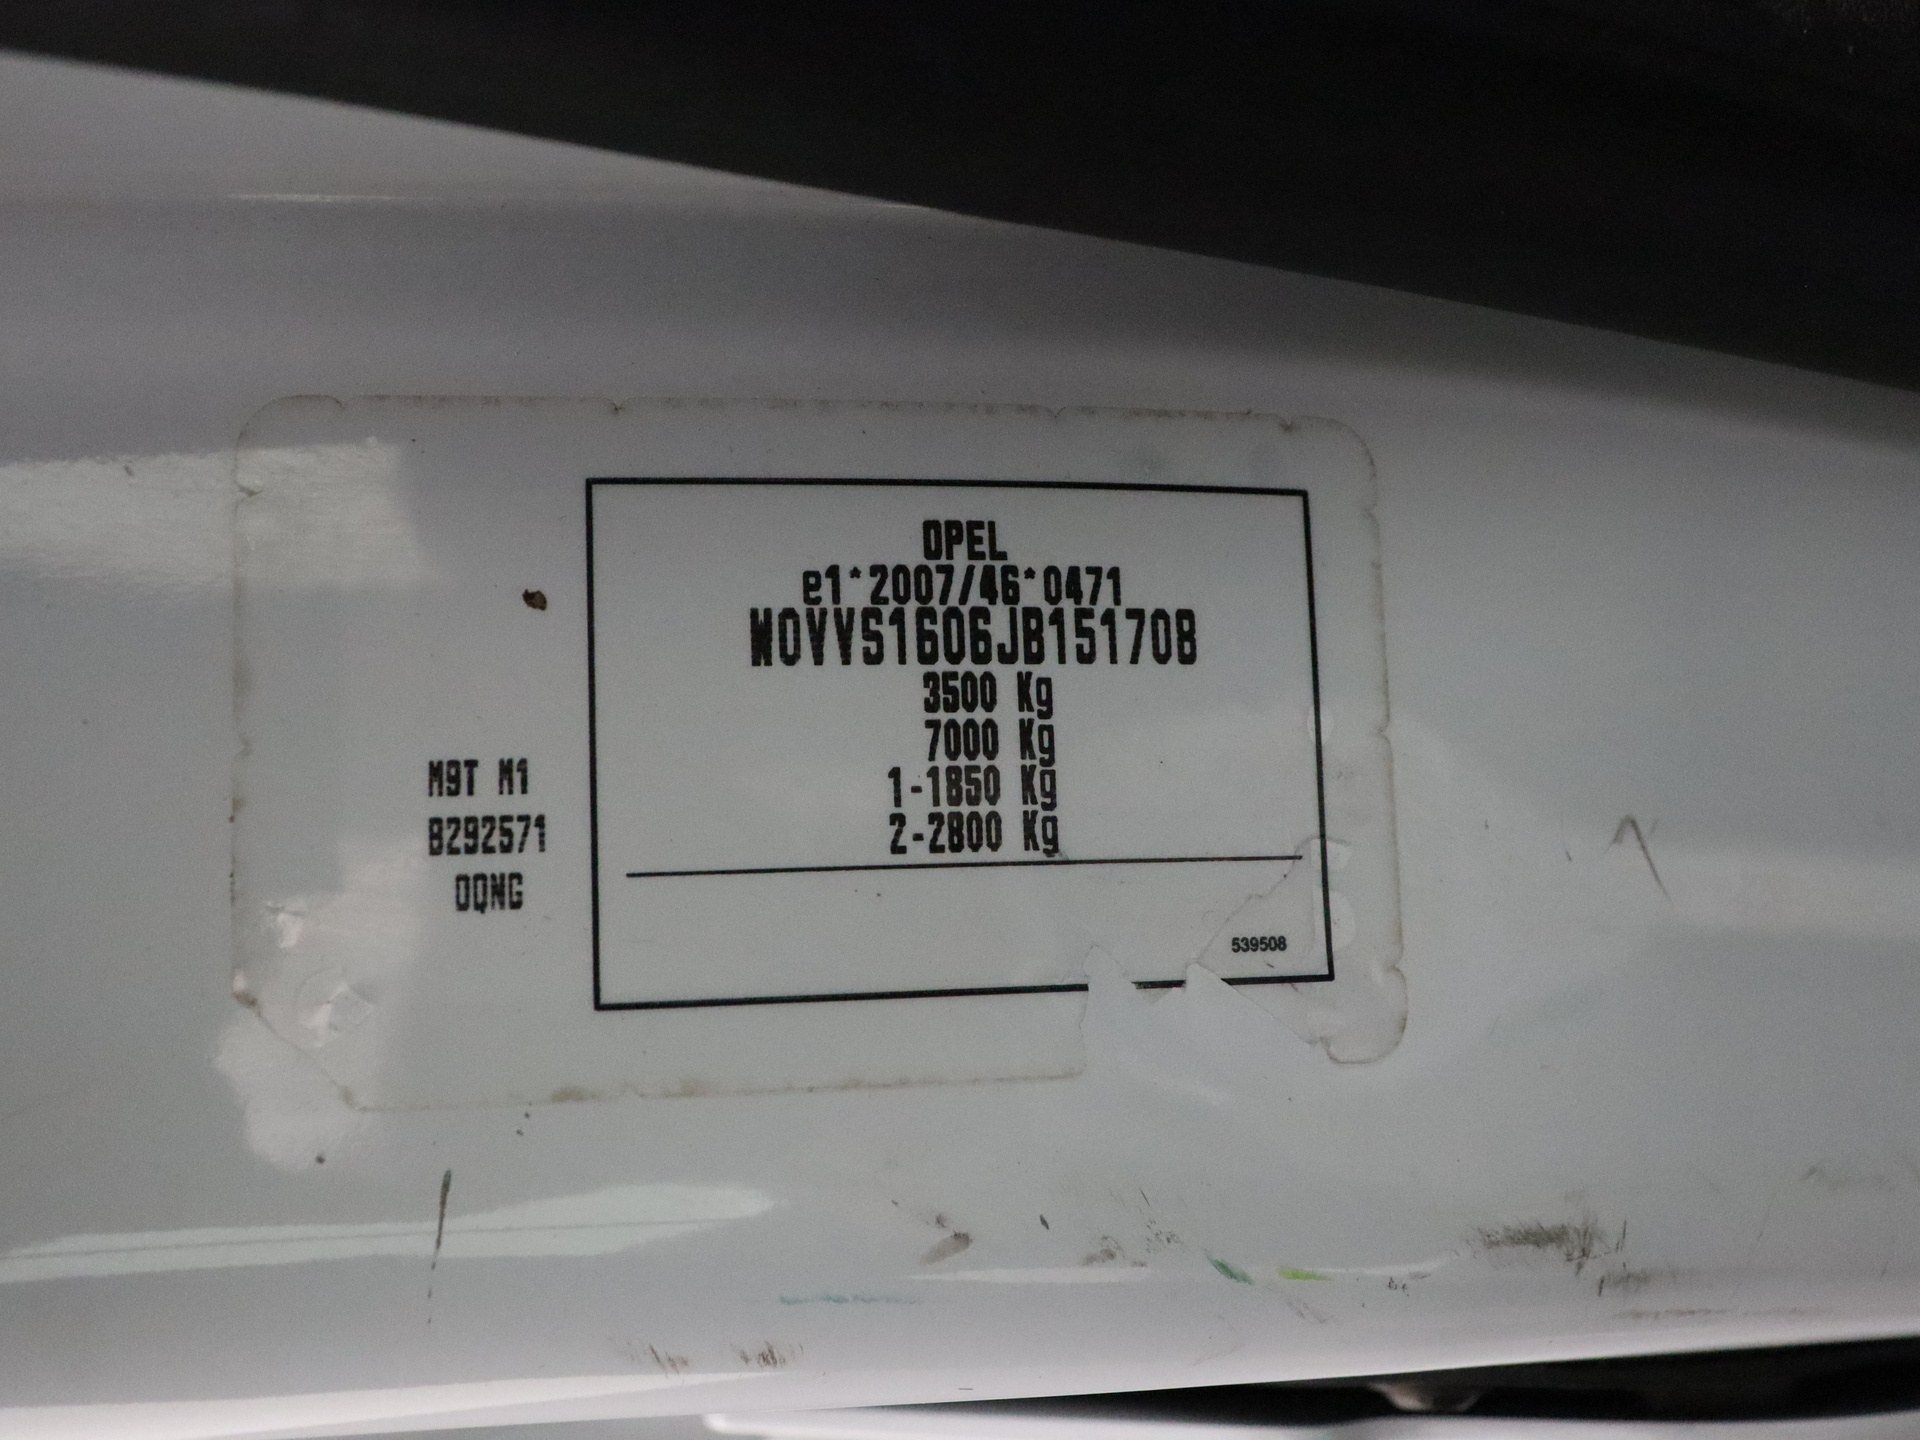 OPEL
e1*2007/46*0471
W0VVS1606JB151708
3500 Kg
7000 Kg
1-1850 Kg
2-2800 Kg
M9T M1
B292571
OQNG
539508